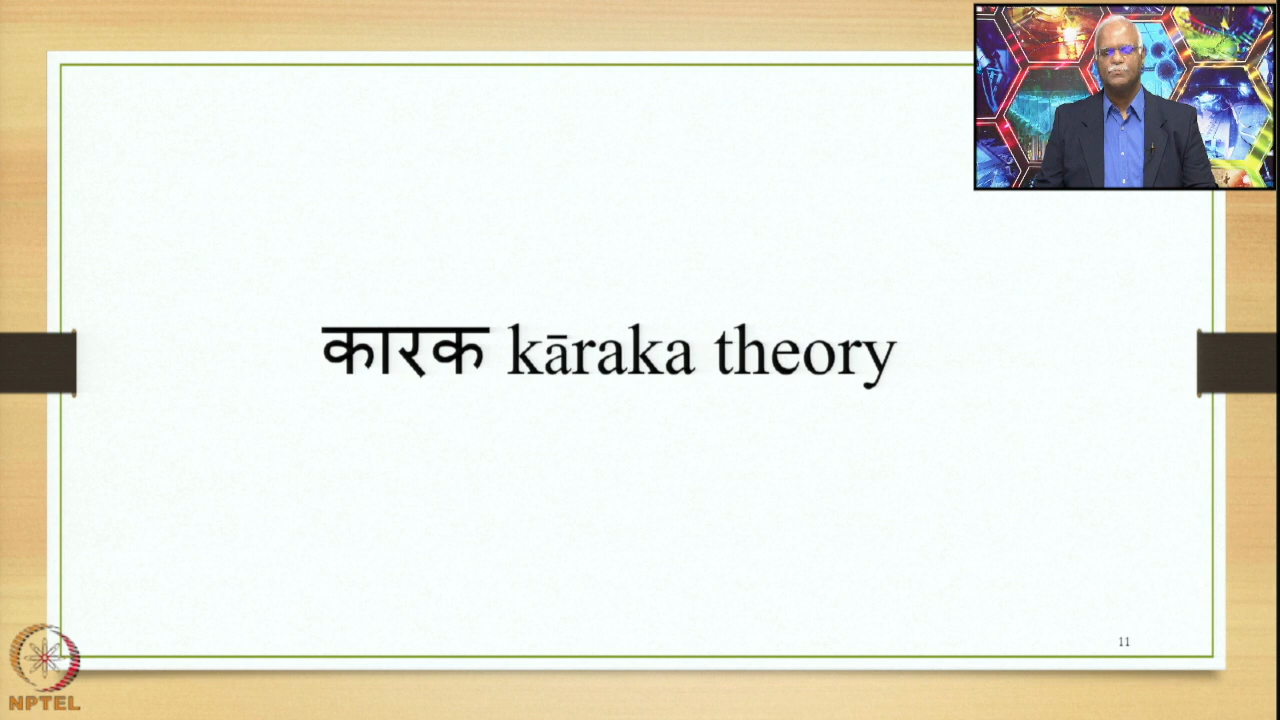 कारक kāraka theory
11
NPTEL